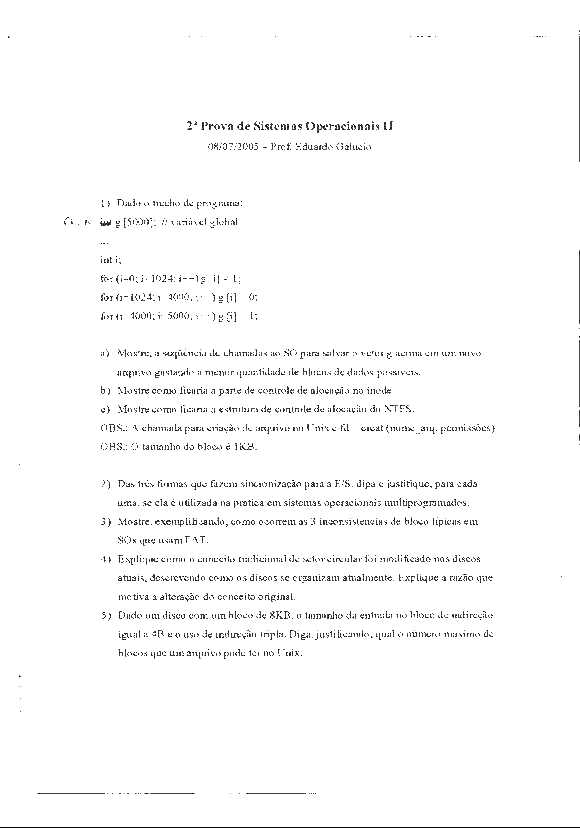 2ª Prova de Sistemas Operacionais II
08/07/2005 – Prof. Eduardo Galucio
1) Dado o trecho de programa:
int g [5000]; // variável global
...
int i;
for (i=0; i<1024; i++) g [i] = 1;
for (i=1024; i<4000; i++) g [i] = 0;
for (i=4000; i<5000; i++) g [i] = 1;
a) Mostre, a seqüência de chamadas ao SO para salvar o vetor g acima em um novo
arquivo gastando a menor quantidade de blocos de dados possíveis.
b) Mostre como ficaria a parte de controle de alocação no inode
c) Mostre como ficaria a estrutura de controle de alocação do NTFS.
OBS.: A chamada para criação de arquivo no Unix é fd = creat (nome_arq, permissões)
OBS.: O tamanho do bloco é 1KB.
2) Das três formas que fazem sincronização para a E/S, diga e justifique, para cada
uma, se ela é utilizada na pratica em sistemas operacionais multiprogramados.
3) Mostre, exemplificando, como ocorrem as 3 inconsistencias de bloco típicas em
SOs que usam FAT.
4) Explique como o conceito tradicional de setor circular foi modificado nos discos
atuais, descrevendo como os discos se organizam atualmente. Explique a razão que
motiva a alteração do conceito original.
5) Dado um disco com um bloco de 8KB, o tamanho da entrada no bloco de indireção
igual a 4B e o uso de indireção tripla. Diga, justificando, qual o numero maximo de
blocos que um arquivo pode ter no Unix.